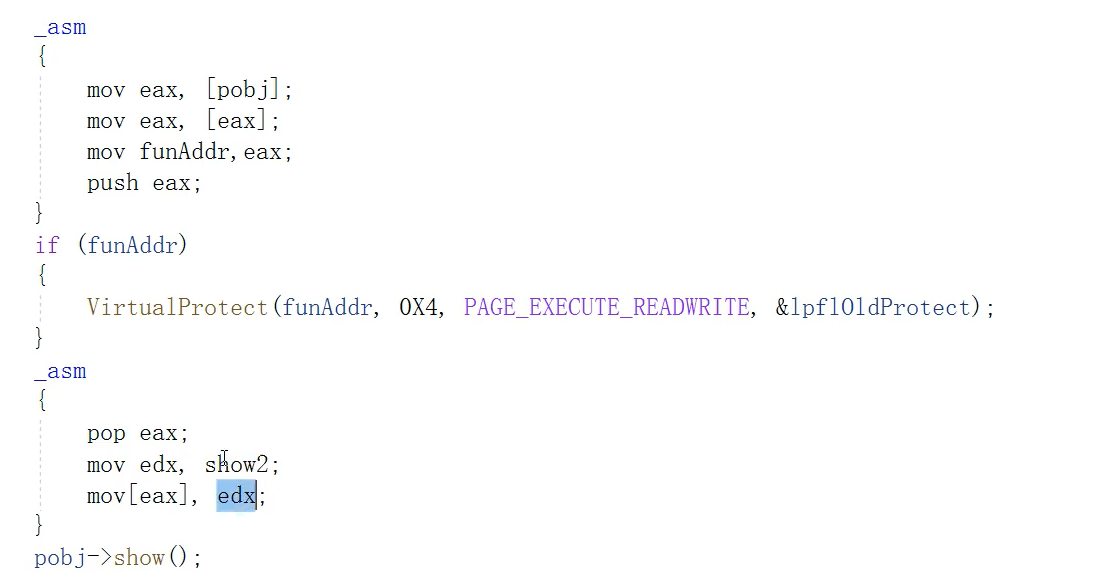 _asm
{
mov eax, [pobj];
mov eax, [eax];
mov funAddr,eax;
push eax;
}
if (funAddr)
{
VirtualProtect(funAddr, 0X4, PAGE_EXECUTE_READWRITE, &lpflOldProtect);
}
_asm
{
pop eax;
mov edx, show2;
mov[eax], edx;
}
pobj->show();